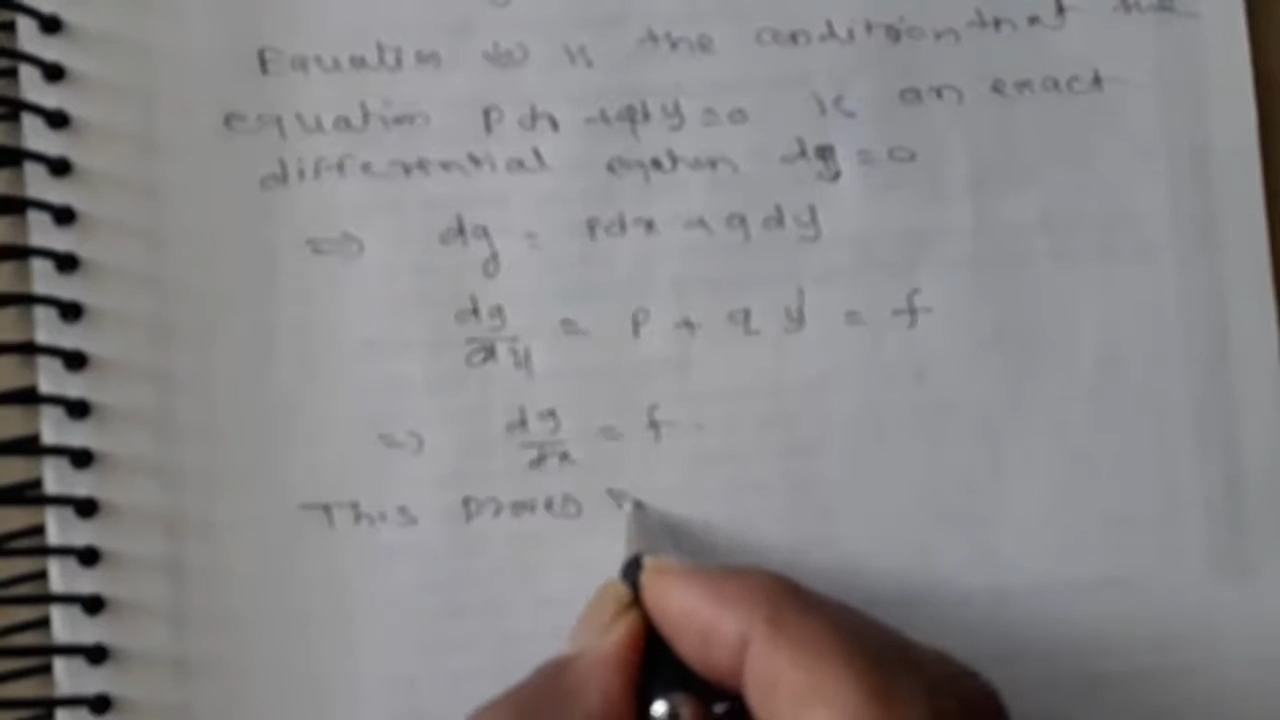 Equation is the condition that the
equation Pdx + qdy = 0 is an exact
differential equation dg = 0
⇒ dg = Pdx + q dy
dg/dx = P + q y' = f
⇒ dg/dx = f.
This proves